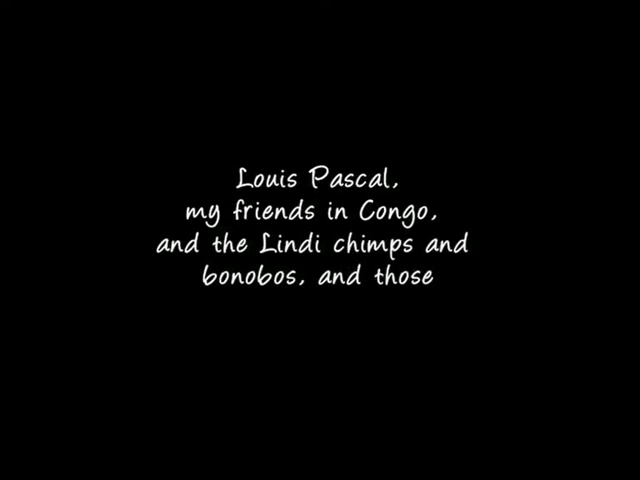 Louis Pascal,
my friends in Congo,
and the Lindi chimps and
bonobos, and those